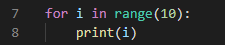 7 for i in range(10):
8     print(i)